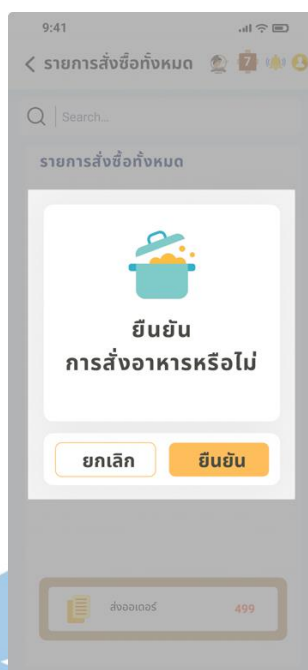 9:41
รายการสั่งซื้อทั้งหมด
7
Search...
รายการสั่งซื้อทั้งหมด
ยืนยัน
การสั่งอาหารหรือไม่
ยกเลิก
ยืนยัน
ส่งออเดอร์
499